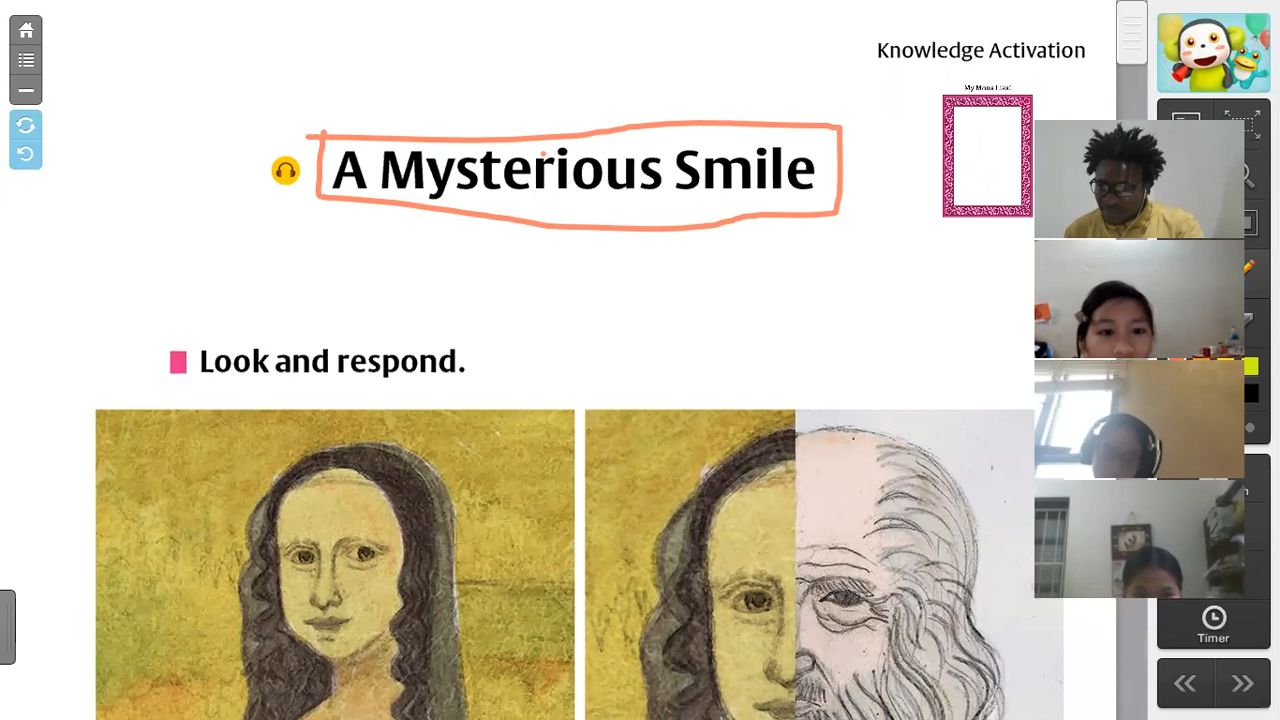 Knowledge Activation
My Mona Lisa!
A Mysterious Smile
Look and respond.
Timer